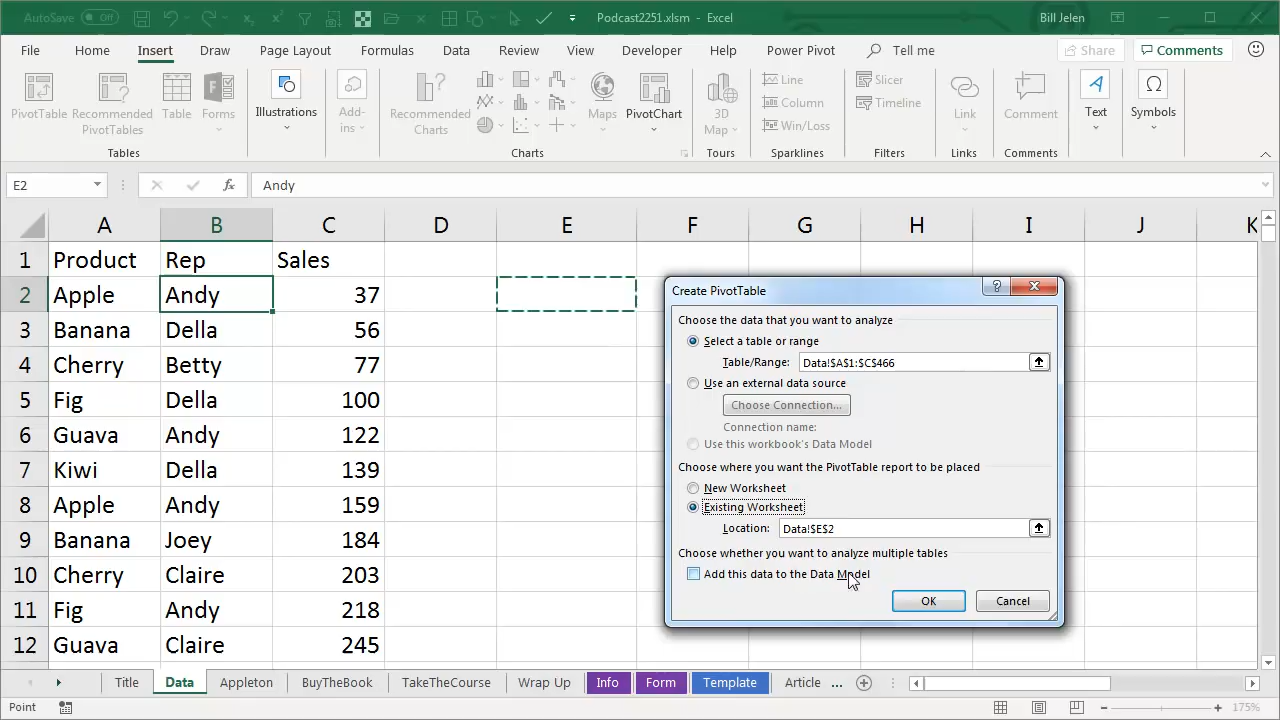 AutoSave Off Podcast2251.xlsm - Excel Bill Jelen
File Home Insert Draw Page Layout Formulas Data Review View Developer Help Power Pivot Tell me Share Comments
PivotTable Recommended PivotTables Table Forms Illustrations Add-ins Recommended Charts Maps PivotChart 3D Map Line Column Win/Loss Slicer Timeline Link Comment Text Symbols
Tables Charts Tours Sparklines Filters Links Comments
E2 fx Andy
A B C D E F G H I J K
1 Product Rep Sales
2 Apple Andy 37
3 Banana Della 56
4 Cherry Betty 77
5 Fig Della 100
6 Guava Andy 122
7 Kiwi Della 139
8 Apple Andy 159
9 Banana Joey 184
10 Cherry Claire 203
11 Fig Andy 218
12 Guava Claire 245
Create PivotTable ?
Choose the data that you want to analyze
Select a table or range
Table/Range: Data!$A$1:$C$466
Use an external data source
Choose Connection...
Connection name:
Use this workbook's Data Model
Choose where you want the PivotTable report to be placed
New Worksheet
Existing Worksheet
Location: Data!$E$2
Choose whether you want to analyze multiple tables
Add this data to the Data Model
OK Cancel
Title Data Appleton BuyTheBook TakeTheCourse Wrap Up Info Form Template Article ...
Point 175%